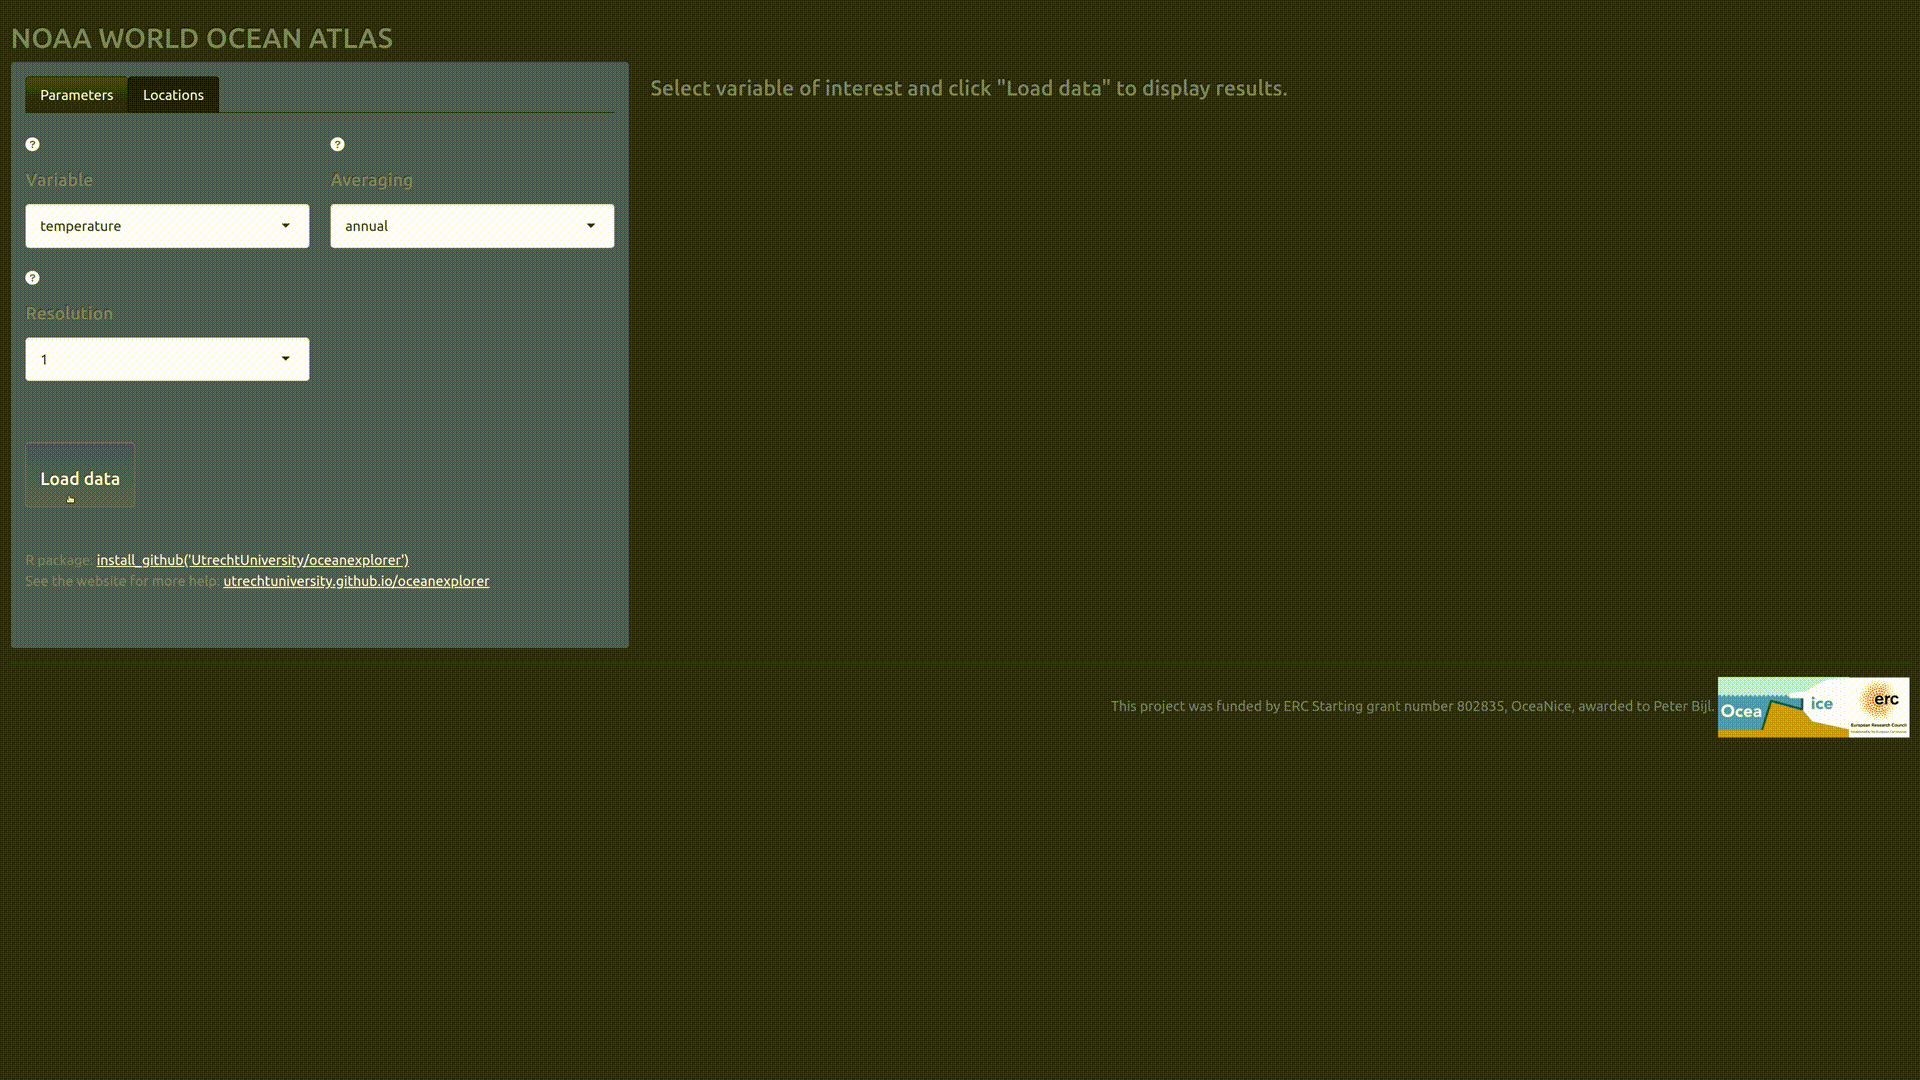 NOAA WORLD OCEAN ATLAS
Parameters
Locations
Select variable of interest and click "Load data" to display results.
?
?
Variable
Averaging
temperature
annual
?
Resolution
1
Load data
R package: install_github('UtrechtUniversity/oceanexplorer')
See the website for more help: utrechtuniversity.github.io/oceanexplorer
This project was funded by ERC Starting grant number 802835, OceaNice, awarded to Peter Bijl.
Ocea
ice
erc
European Research Council